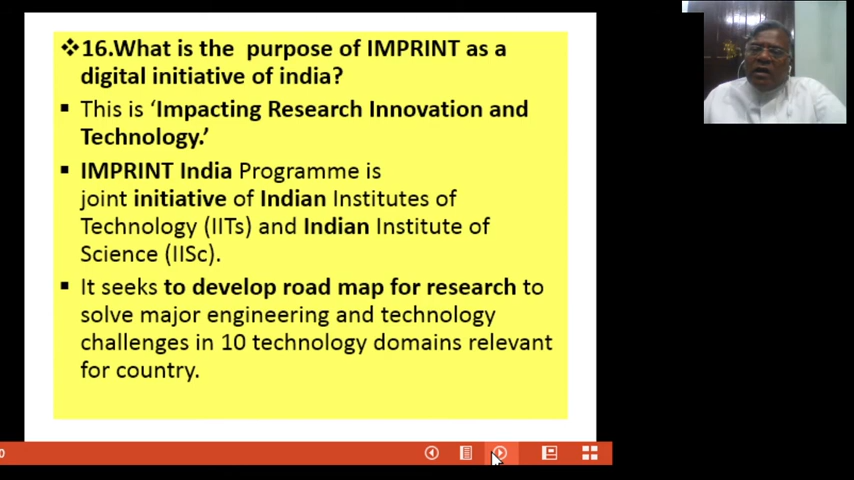 ❖16.What is the purpose of IMPRINT as a
digital initiative of india?
▪ This is ‘Impacting Research Innovation and
Technology.’
▪ IMPRINT India Programme is
joint initiative of Indian Institutes of
Technology (IITs) and Indian Institute of
Science (IISc).
▪ It seeks to develop road map for research to
solve major engineering and technology
challenges in 10 technology domains relevant
for country.
0